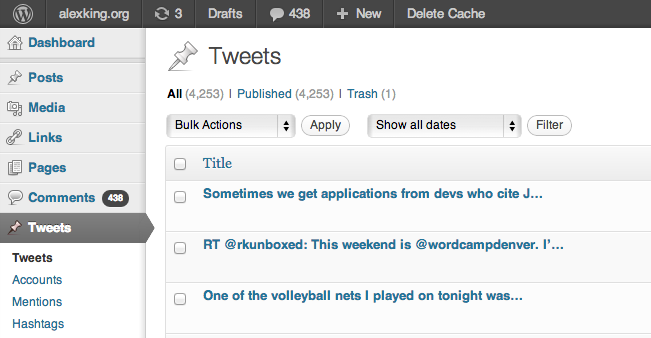 alexking.org 3 Drafts 438 + New Delete Cache
Dashboard
Posts
Media
Links
Pages
Comments 438
Tweets
Tweets
Accounts
Mentions
Hashtags
Tweets
All (4,253) | Published (4,253) | Trash (1)
Bulk Actions Apply Show all dates Filter
Title
Sometimes we get applications from devs who cite J…
RT @rkunboxed: This weekend is @wordcampdenver. I’…
One of the volleyball nets I played on tonight was…